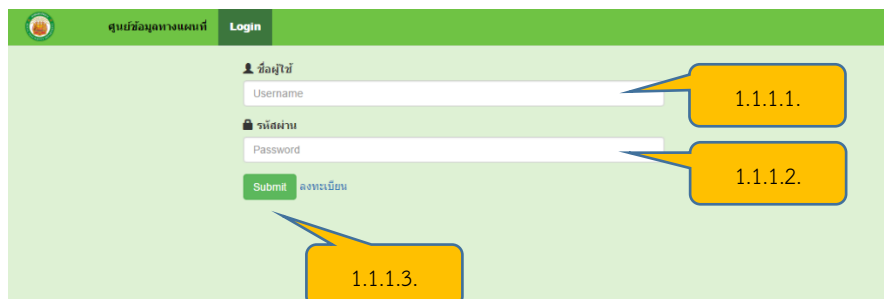 ศูนย์ข้อมูลทางแผนที่ Login
ชื่อผู้ใช้
Username
1.1.1.1.
รหัสผ่าน
Password
1.1.1.2.
Submit ลงทะเบียน
1.1.1.3.